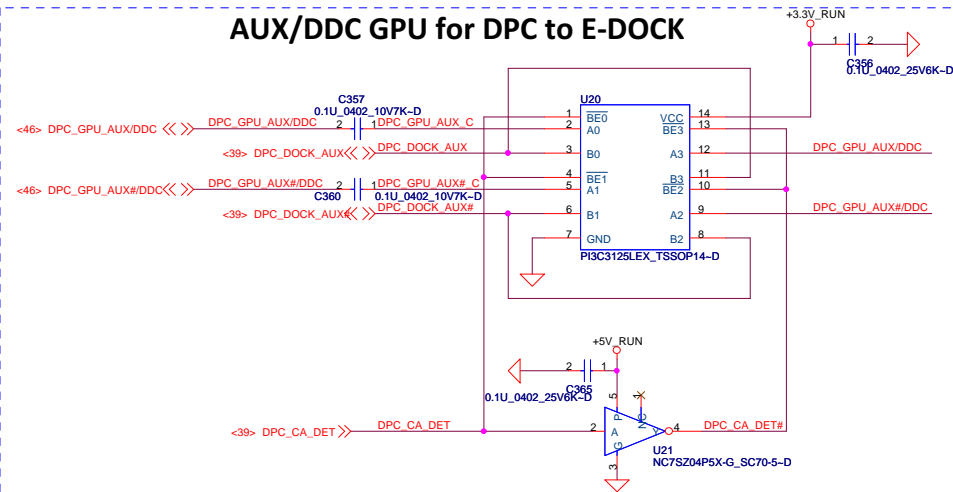 AUX/DDC GPU for DPC to E-DOCK
+3.3V_RUN
1 2
C356
0.1U_0402_25V6K~D
C357
0.1U_0402_10V7K~D
U20
<46> DPC_GPU_AUX/DDC
DPC_GPU_AUX/DDC 2 1 DPC_GPU_AUX_C
1 BE0 VCC 14
2 A0 BE3 13
<39> DPC_DOCK_AUX DPC_DOCK_AUX
3 B0 A3 12 DPC_GPU_AUX/DDC
4 BE1 B3 11
<46> DPC_GPU_AUX#/DDC DPC_GPU_AUX#/DDC 2 1 DPC_GPU_AUX#_C
5 A1 BE2 10
C360 0.1U_0402_10V7K~D
<39> DPC_DOCK_AUX# DPC_DOCK_AUX#
6 B1 A2 9 DPC_GPU_AUX#/DDC
7 GND B2 8
PI3C3125LEX_TSSOP14~D
+5V_RUN
2 1
C365
0.1U_0402_25V6K~D
5 P NC 1
<39> DPC_CA_DET DPC_CA_DET 2 A Y 4 DPC_CA_DET#
G 3
U21
NC7SZ04P5X-G_SC70-5~D